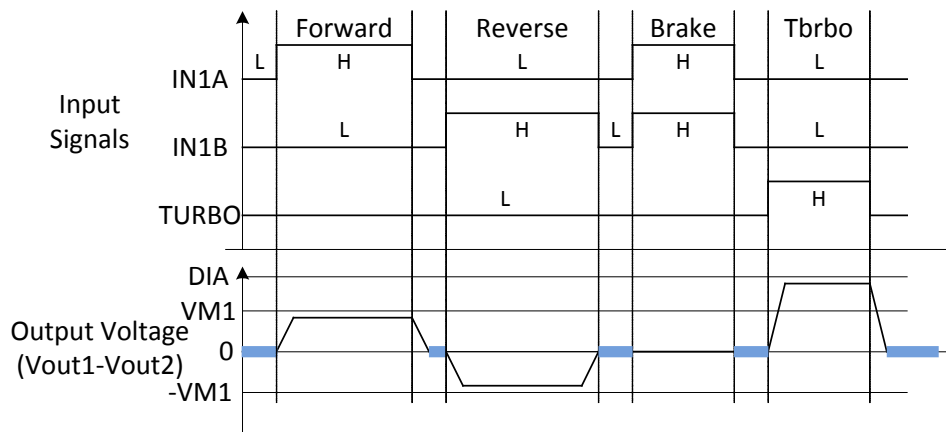 Forward Reverse Brake Tbrbo
L H L H L
IN1A
Input
Signals
L H L H L
IN1B
L H
TURBO
DIA
VM1
Output Voltage
(Vout1-Vout2)
0
-VM1